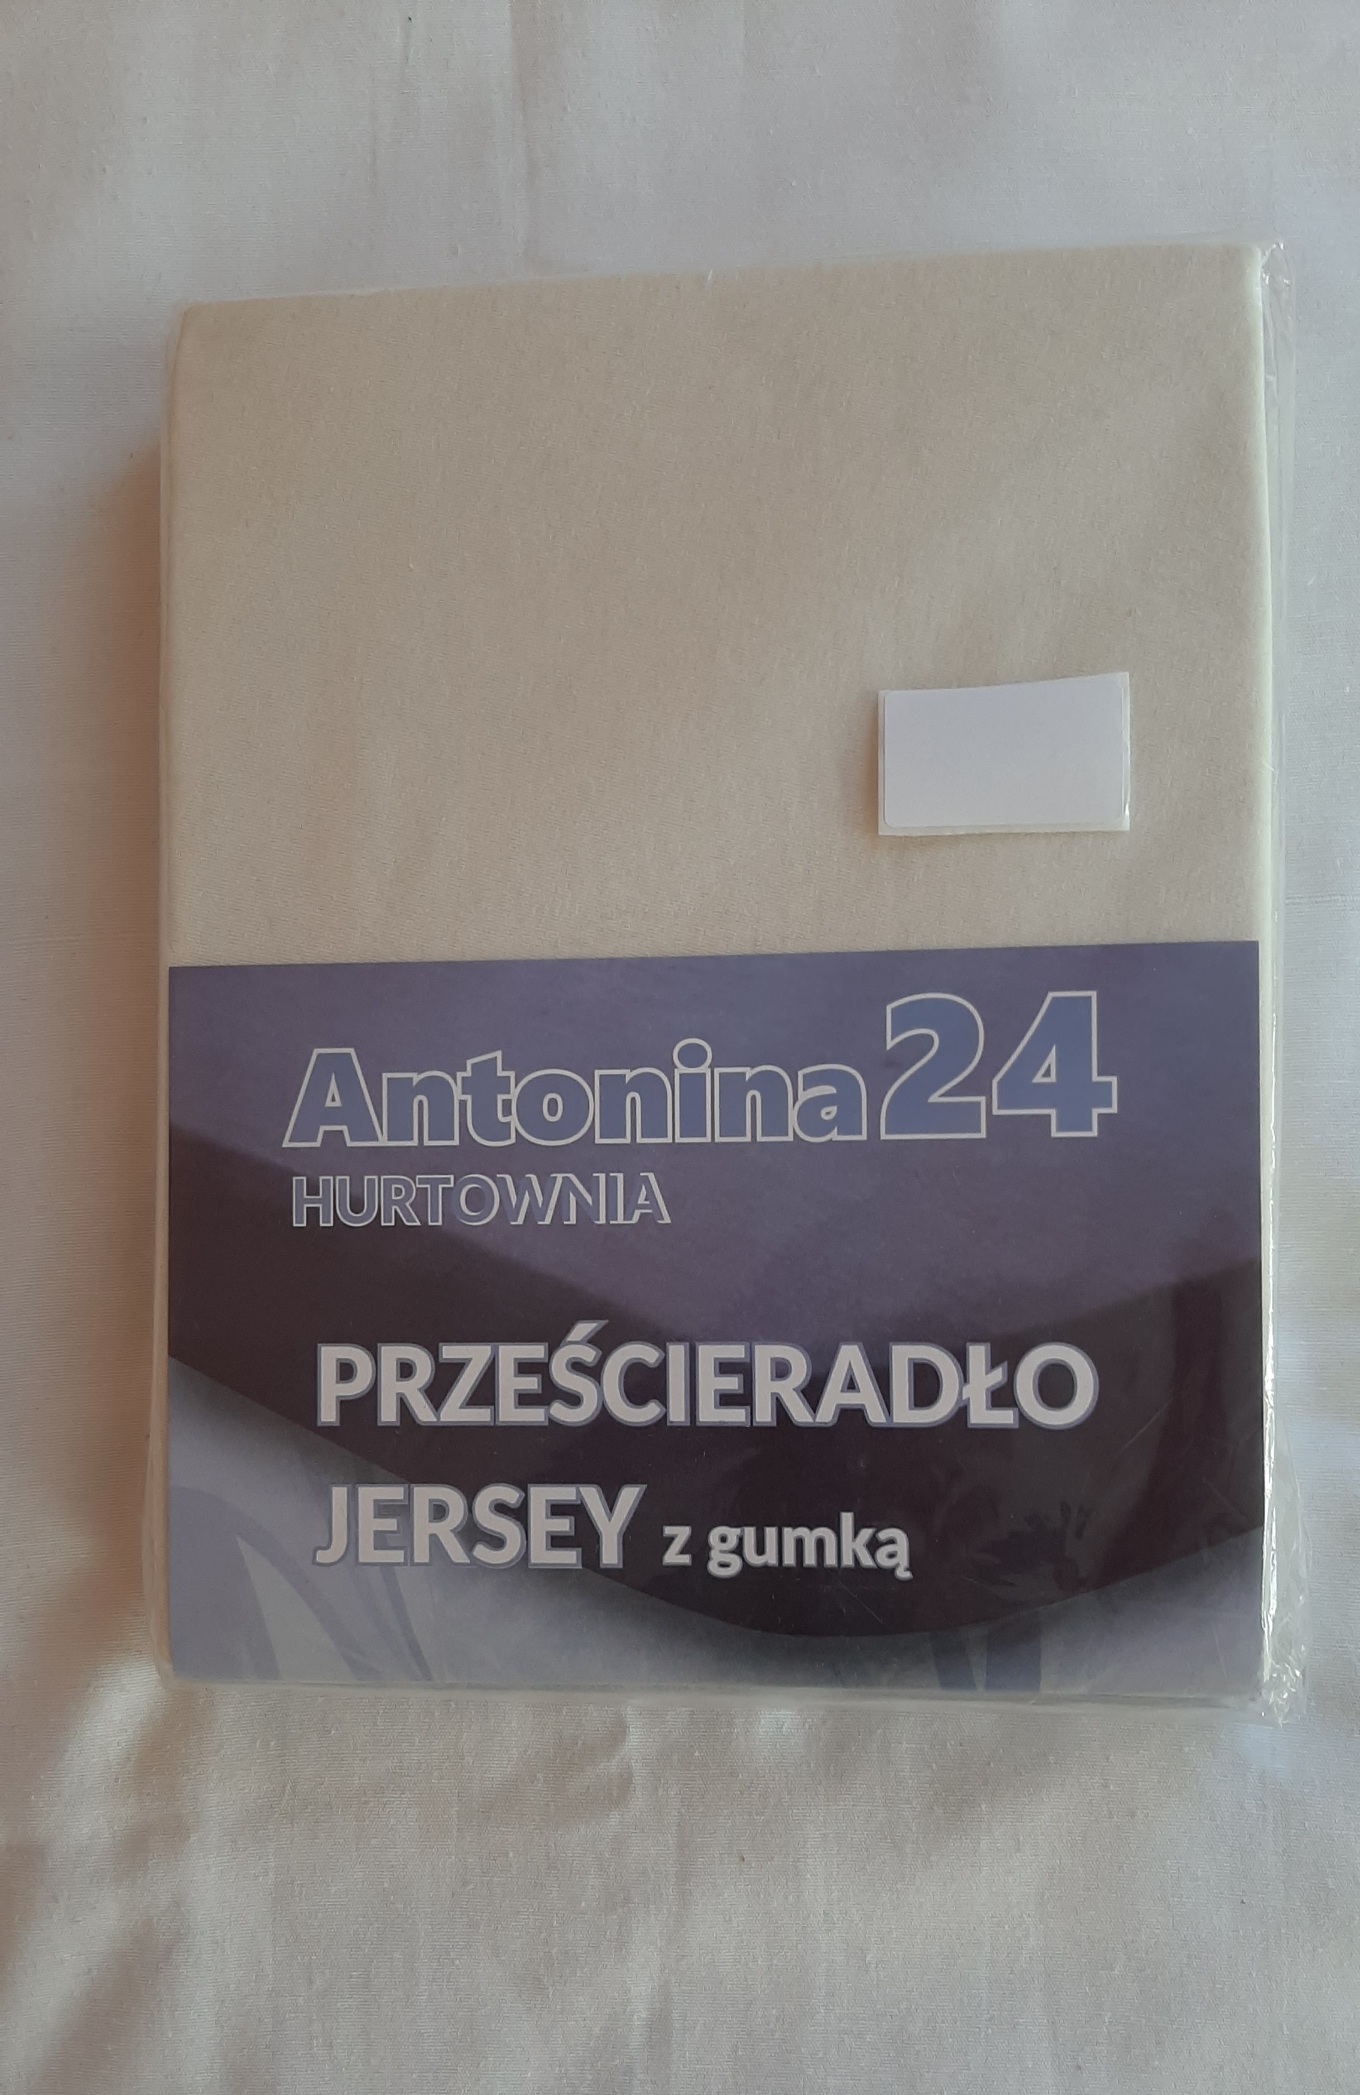 Antonina24
HURTOWNIA
PRZEŚCIERADŁO
JERSEY z gumką